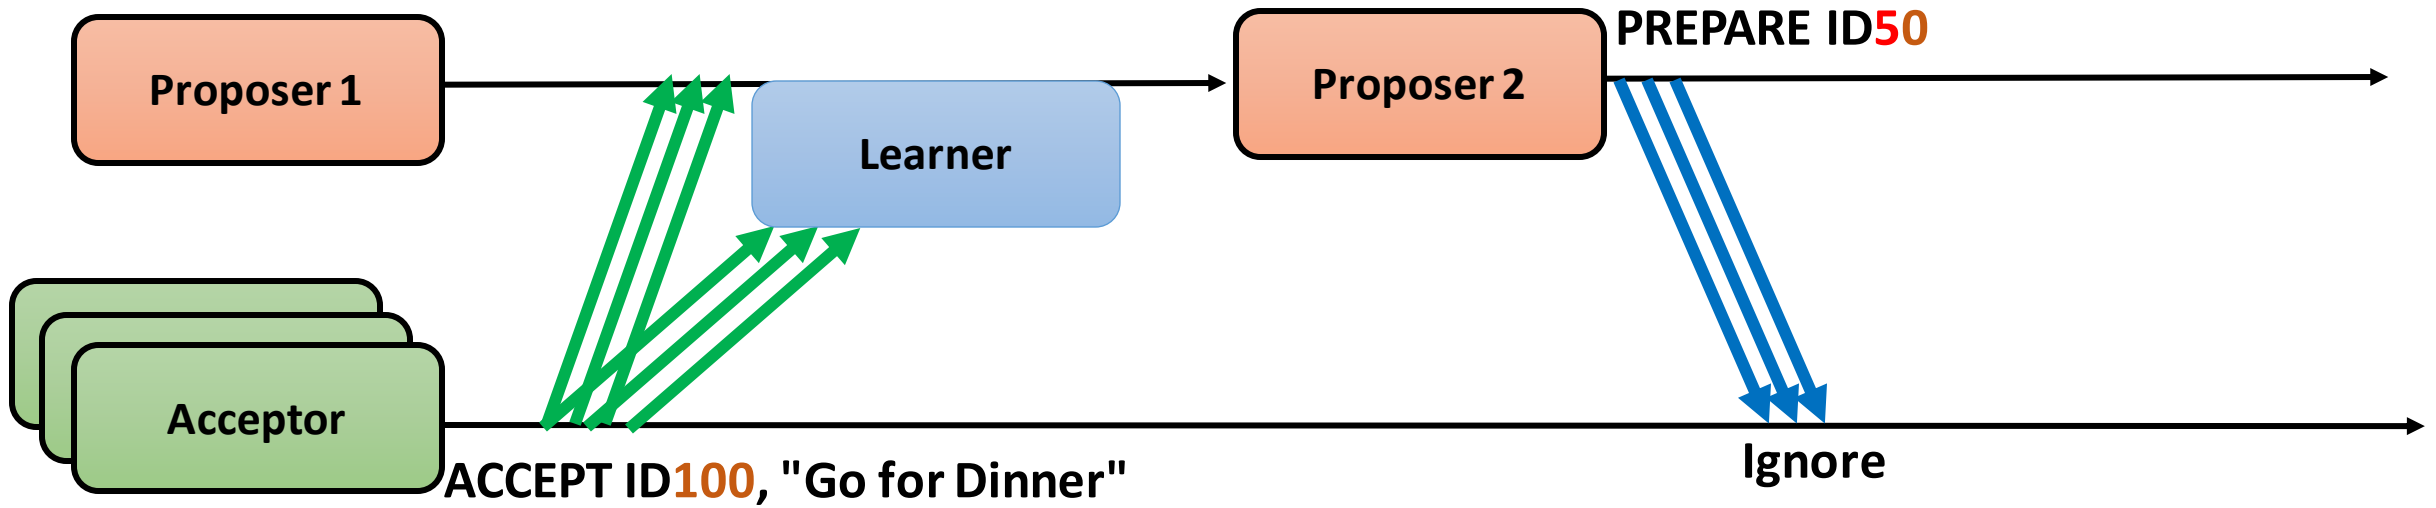 PREPARE ID50
Proposer 1
Proposer 2
Learner
Acceptor
Ignore
ACCEPT ID100, "Go for Dinner"